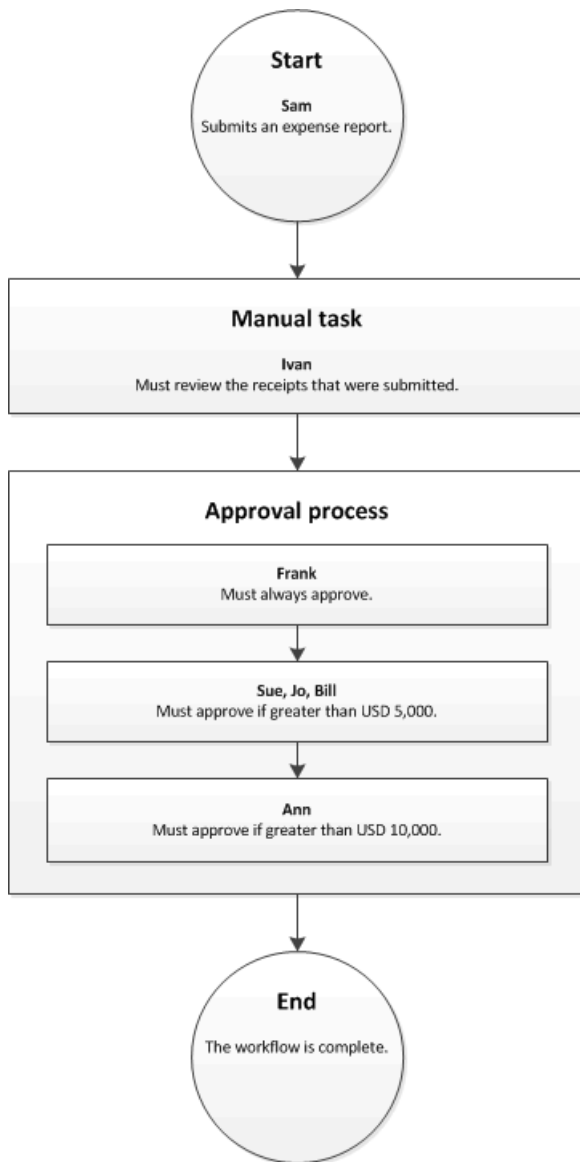 Start
Sam
Submits an expense report.
Manual task
Ivan
Must review the receipts that were submitted.
Approval process
Frank
Must always approve.
Sue, Jo, Bill
Must approve if greater than USD 5,000.
Ann
Must approve if greater than USD 10,000.
End
The workflow is complete.